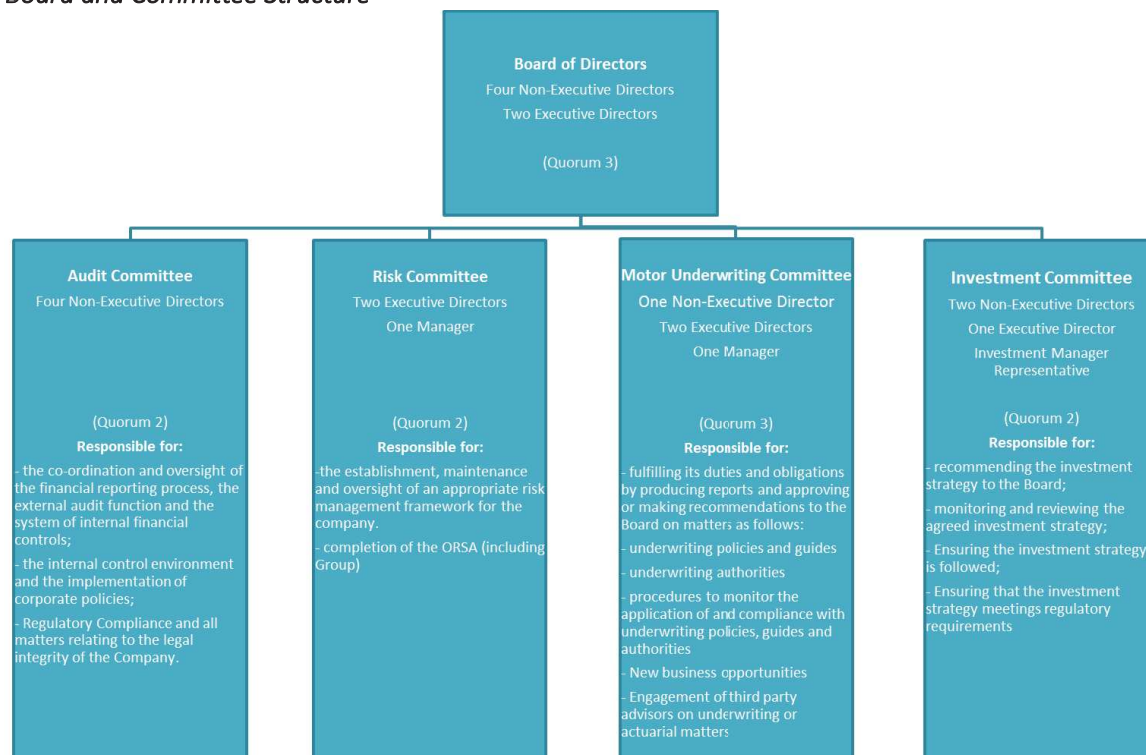 Board and Committee Structure
Board of Directors
Four Non-Executive Directors
Two Executive Directors
(Quorum 3)
Audit Committee
Four Non-Executive Directors
(Quorum 2)
Responsible for:
- the co-ordination and oversight of
the financial reporting process, the
external audit function and the
system of internal financial
controls;
- the internal control environment
and the implementation of
corporate policies;
- Regulatory Compliance and all
matters relating to the legal
integrity of the Company.
Risk Committee
Two Executive Directors
One Manager
(Quorum 2)
Responsible for:
-the establishment, maintenance
and oversight of an appropriate risk
management framework for the
company.
- completion of the ORSA (including
Group)
Motor Underwriting Committee
One Non-Executive Director
Two Executive Directors
One Manager
(Quorum 3)
Responsible for:
- fulfilling its duties and obligations
by producing reports and approving
or making recommendations to the
Board on matters as follows:
- underwriting policies and guides
- underwriting authorities
- procedures to monitor the
application of and compliance with
underwriting policies, guides and
authorities
- New business opportunities
- Engagement of third party
advisors on underwriting or
actuarial matters
Investment Committee
Two Non-Executive Directors
One Executive Director
Investment Manager
Representative
(Quorum 2)
Responsible for:
- recommending the investment
strategy to the Board;
- monitoring and reviewing the
agreed investment strategy;
- Ensuring the investment strategy
is followed;
- Ensuring that the investment
strategy meetings regulatory
requirements